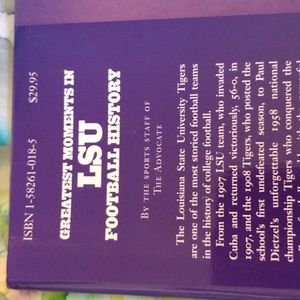 ISBN 1-58261-018-5
$29.95
GREATEST MOMENTS IN
LSU
FOOTBALL HISTORY
BY THE SPORTS STAFF OF
THE ADVOCATE
The Louisiana State University Tigers
are one of the most storied football teams
in the history of college football.
From the 1907 LSU team, who invaded
Cuba and returned victoriously, 56-0, in
1907, and the 1908 Tigers, who posted the
school's first undefeated season, to Paul
Dietzel's unforgettable 1958 national
championship Tigers who conquered the